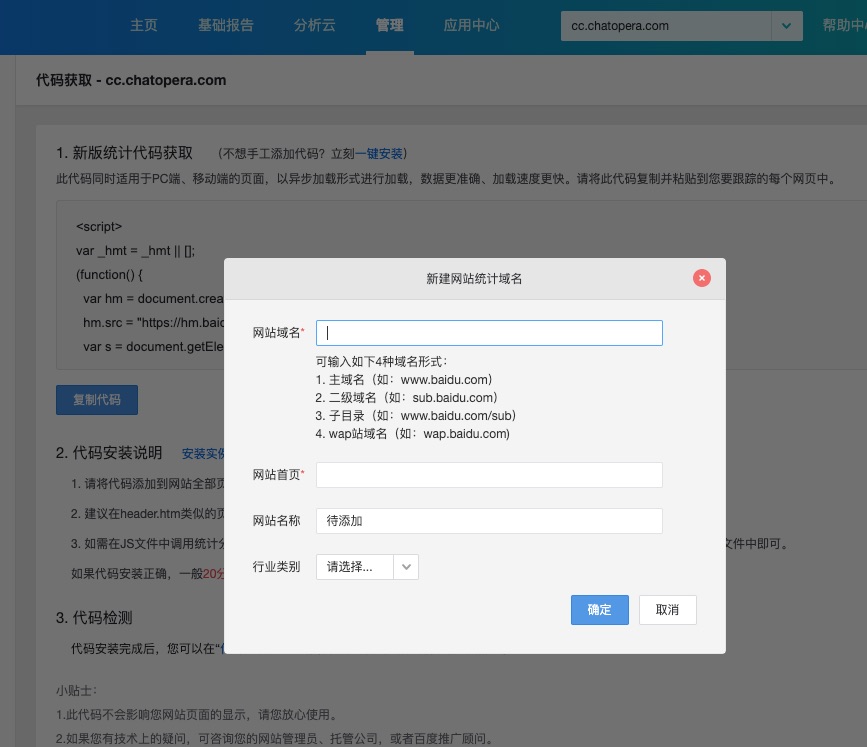 主页 基础报告 分析云 管理 应用中心 cc.chatopera.com 帮助中
代码获取 - cc.chatopera.com
1. 新版统计代码获取 （不想手工添加代码？立刻一键安装）
此代码同时适用于PC端、移动端的页面，以异步加载形式进行加载，数据更准确、加载速度更快。请将此代码复制并粘贴到您要跟踪的每个网页中。
<script>
var _hmt = _hmt || [];
(function() {
var hm = document.crea
hm.src = "https://hm.baid
var s = document.getEle
复制代码
2. 代码安装说明 安装实例
1. 请将代码添加到网站全部页
2. 建议在header.htm类似的页
3. 如需在JS文件中调用统计分
文件中即可。
如果代码安装正确，一般20分
3. 代码检测
代码安装完成后，您可以在“
小贴士：
1.此代码不会影响您网站页面的显示，请您放心使用。
2.如果您有技术上的疑问，可咨询您的网站管理员、托管公司，或者百度推广顾问。
新建网站统计域名
网站域名*
可输入如下4种域名形式：
1. 主域名（如：www.baidu.com）
2. 二级域名（如：sub.baidu.com）
3. 子目录（如：www.baidu.com/sub）
4. wap站域名（如：wap.baidu.com)
网站首页*
网站名称 待添加
行业类别 请选择...
确定 取消